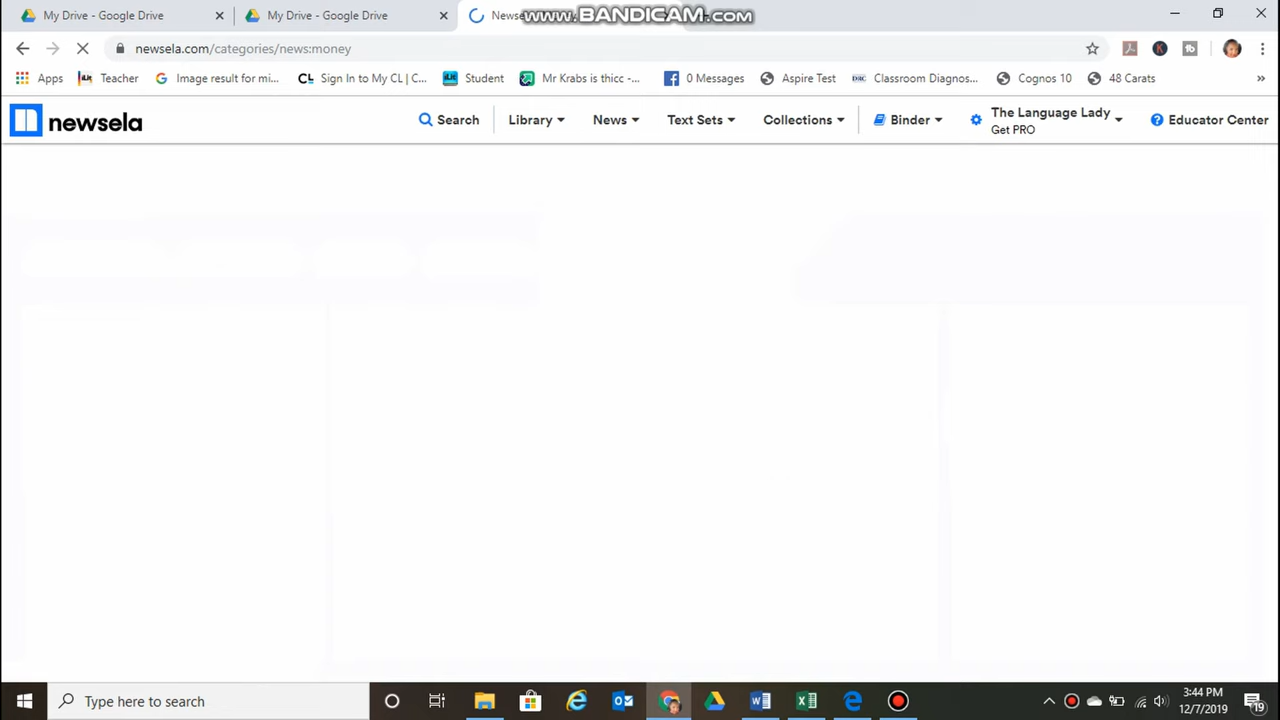 My Drive - Google Drive
My Drive - Google Drive
Newse
WWW.BANDICAM.COM
newsela.com/categories/news:money
Apps
Teacher
Image result for mi...
CL Sign In to My CL | C...
Student
Mr Krabs is thicc -...
0 Messages
Aspire Test
Classroom Diagnos...
Cognos 10
48 Carats
newsela
Search
Library
News
Text Sets
Collections
Binder
The Language Lady
Get PRO
Educator Center
Type here to search
3:44 PM
12/7/2019
19